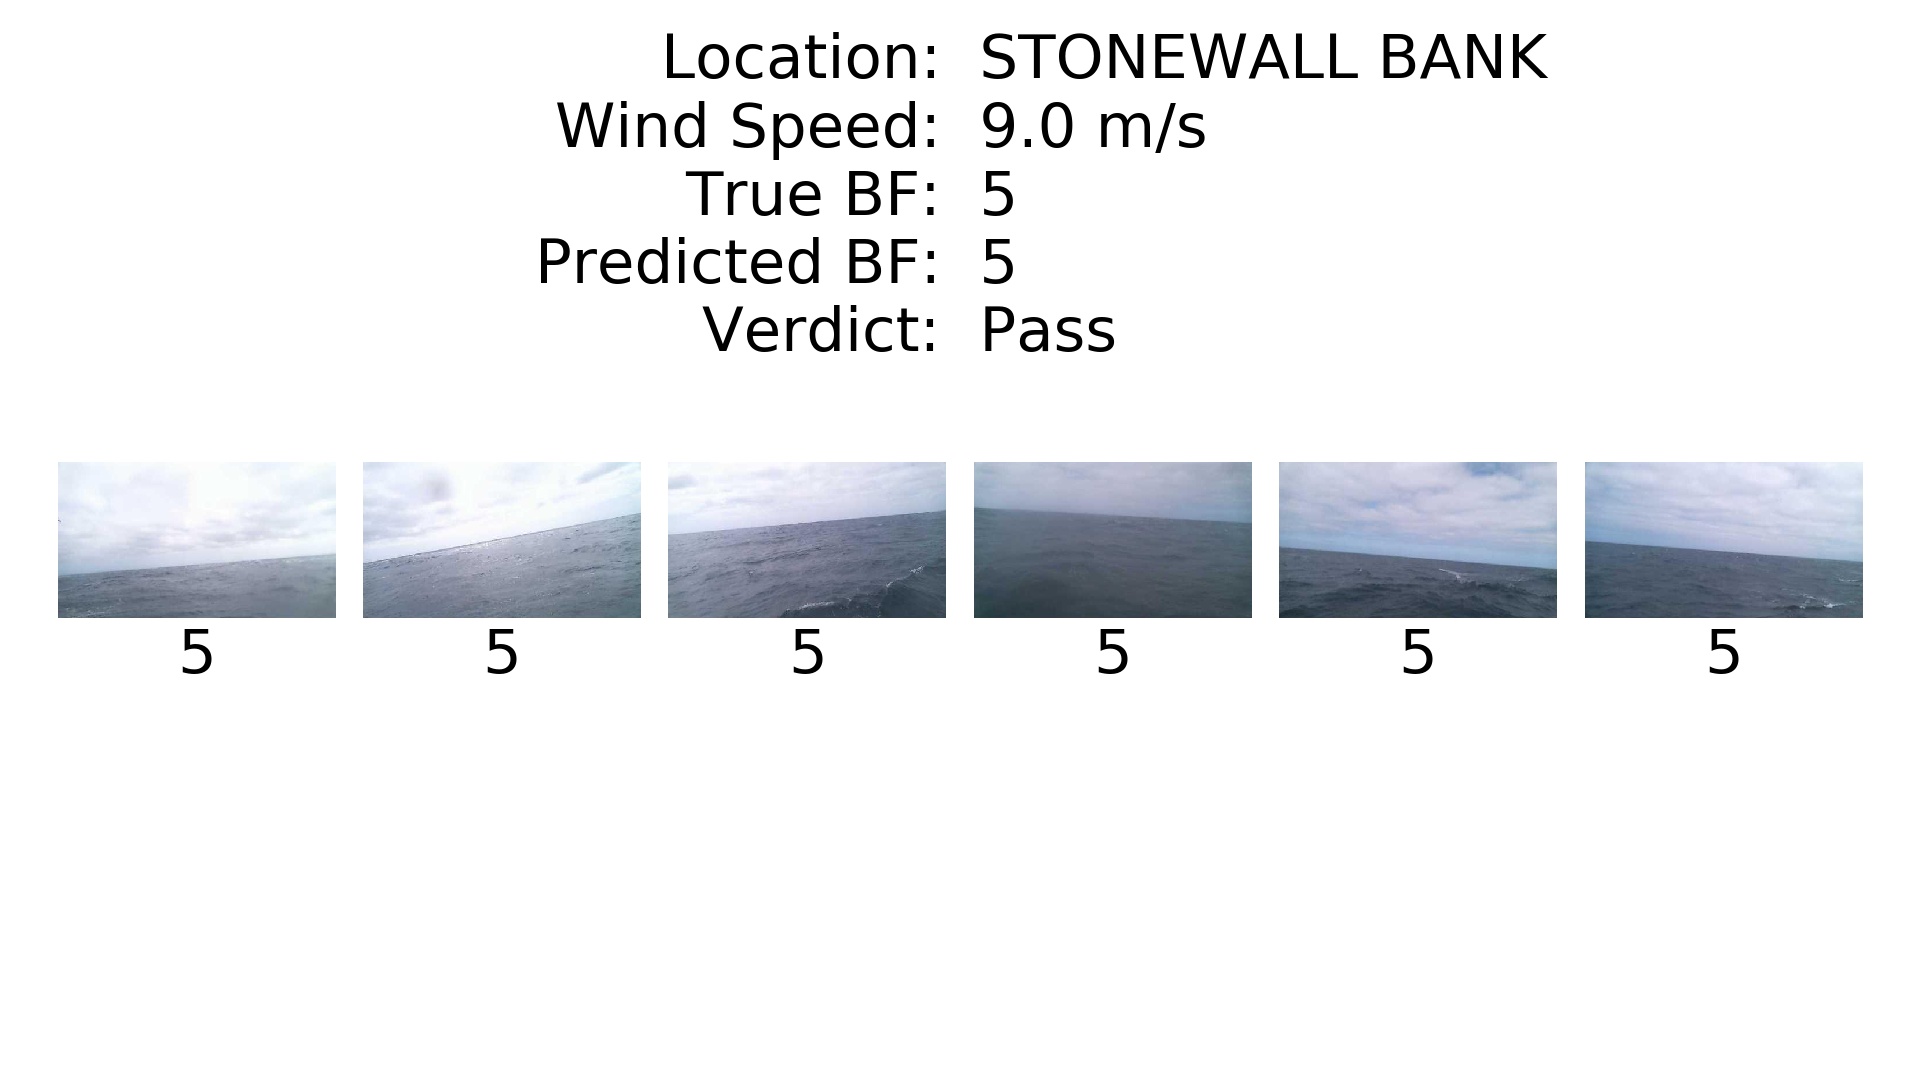 Location: STONEWALL BANK
Wind Speed: 9.0 m/s
True BF: 5
Predicted BF: 5
Verdict: Pass
5 5 5 5 5 5